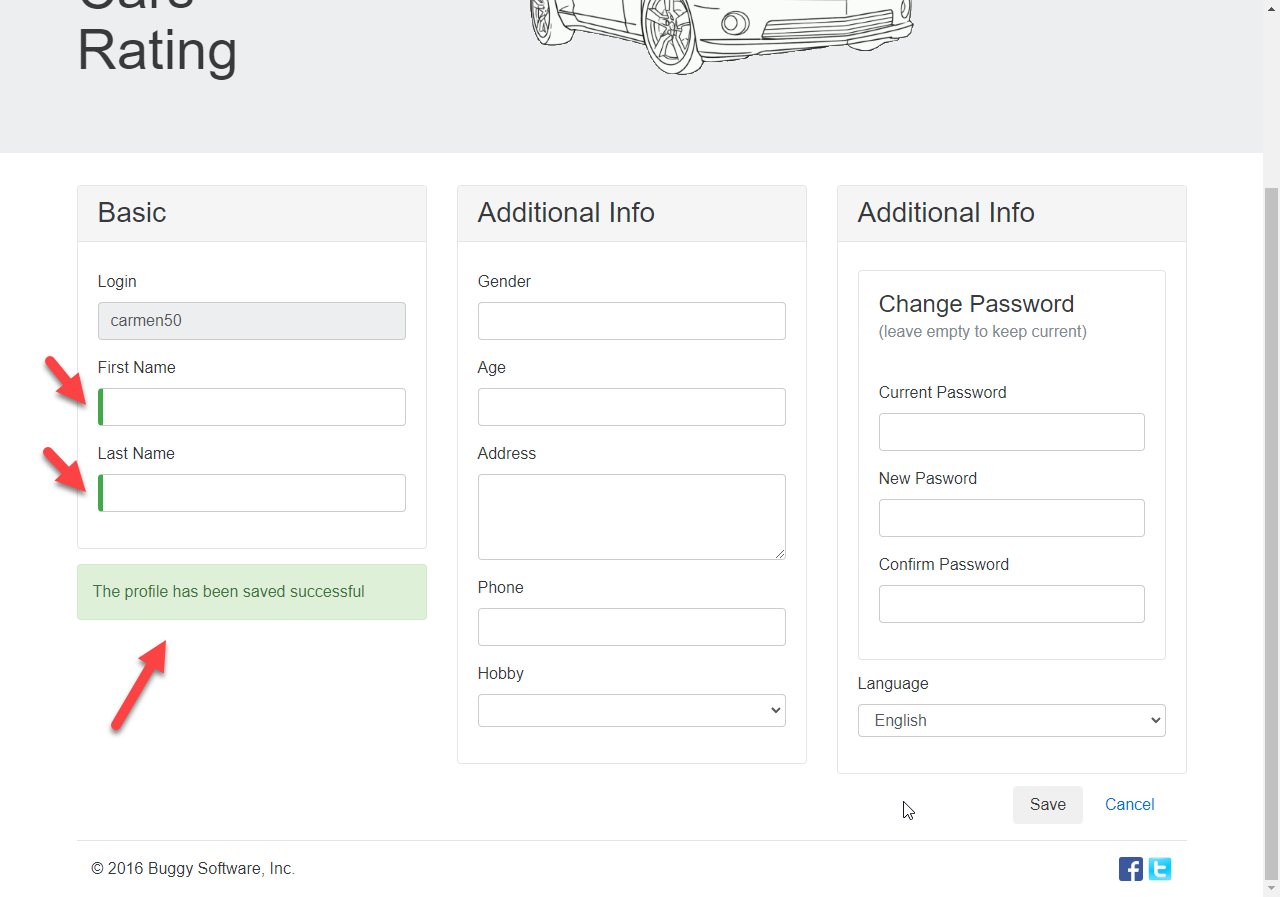 Cars
Rating
Basic
Login
carmen50
First Name
Last Name
The profile has been saved successful
Additional Info
Gender
Age
Address
Phone
Hobby
Additional Info
Change Password
(leave empty to keep current)
Current Password
New Pasword
Confirm Password
Language
English
Save
Cancel
© 2016 Buggy Software, Inc.